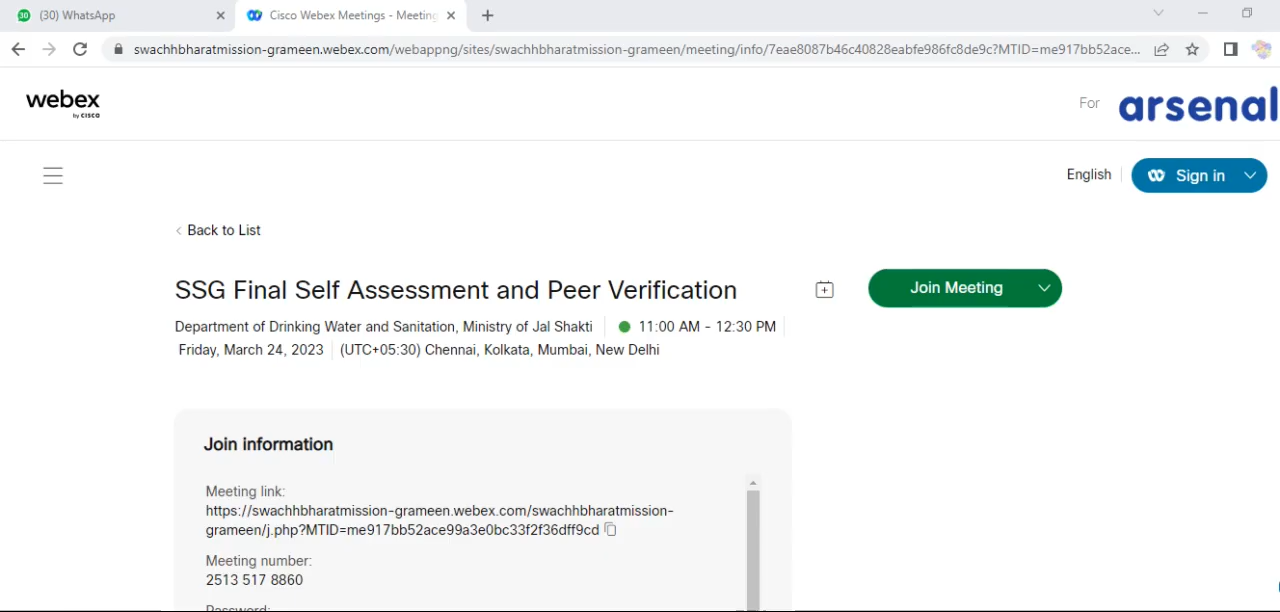 30 (30) WhatsApp
Cisco Webex Meetings - Meeting
swachhbharatmission-grameen.webex.com/webappng/sites/swachhbharatmission-grameen/meeting/info/7eae8087b46c40828eabfe986fc8de9c?MTID=me917bb52ace...
webex
by CISCO
For arsenal
English
Sign in
Back to List
SSG Final Self Assessment and Peer Verification
Join Meeting
Department of Drinking Water and Sanitation, Ministry of Jal Shakti 11:00 AM - 12:30 PM
Friday, March 24, 2023 (UTC+05:30) Chennai, Kolkata, Mumbai, New Delhi
Join information
Meeting link:
https://swachhbharatmission-grameen.webex.com/swachhbharatmission-
grameen/j.php?MTID=me917bb52ace99a3e0bc33f2f36dff9cd
Meeting number:
2513 517 8860
Password: